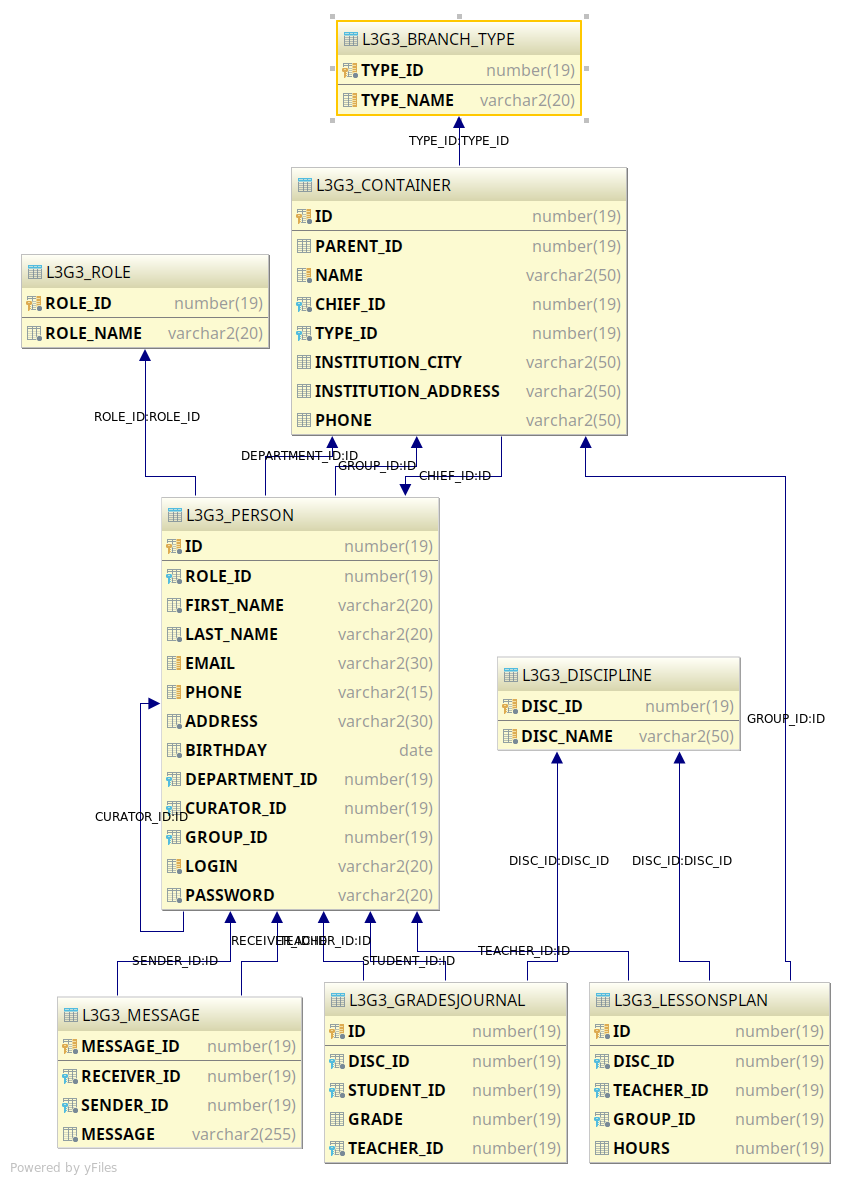 L3G3_BRANCH_TYPE
TYPE_ID number(19)
TYPE_NAME varchar2(20)
TYPE_ID:TYPE_ID
L3G3_CONTAINER
ID number(19)
PARENT_ID number(19)
NAME varchar2(50)
CHIEF_ID number(19)
TYPE_ID number(19)
INSTITUTION_CITY varchar2(50)
INSTITUTION_ADDRESS varchar2(50)
PHONE varchar2(50)
L3G3_ROLE
ROLE_ID number(19)
ROLE_NAME varchar2(20)
ROLE_ID:ROLE_ID
DEPARTMENT_ID:ID
GROUP_ID:ID
CHIEF_ID:ID
L3G3_PERSON
ID number(19)
ROLE_ID number(19)
FIRST_NAME varchar2(20)
LAST_NAME varchar2(20)
EMAIL varchar2(30)
PHONE varchar2(15)
ADDRESS varchar2(30)
BIRTHDAY date
DEPARTMENT_ID number(19)
CURATOR_ID number(19)
GROUP_ID number(19)
LOGIN varchar2(20)
PASSWORD varchar2(20)
CURATOR_ID:ID
L3G3_DISCIPLINE
DISC_ID number(19)
DISC_NAME varchar2(50)
GROUP_ID:ID
DISC_ID:DISC_ID
DISC_ID:DISC_ID
RECEIVER_ID:ID
TEACHER_ID:ID
TEACHER_ID:ID
SENDER_ID:ID
STUDENT_ID:ID
L3G3_MESSAGE
MESSAGE_ID number(19)
RECEIVER_ID number(19)
SENDER_ID number(19)
MESSAGE varchar2(255)
L3G3_GRADESJOURNAL
ID number(19)
DISC_ID number(19)
STUDENT_ID number(19)
GRADE number(19)
TEACHER_ID number(19)
L3G3_LESSONSPLAN
ID number(19)
DISC_ID number(19)
TEACHER_ID number(19)
GROUP_ID number(19)
HOURS number(19)
Powered by yFiles